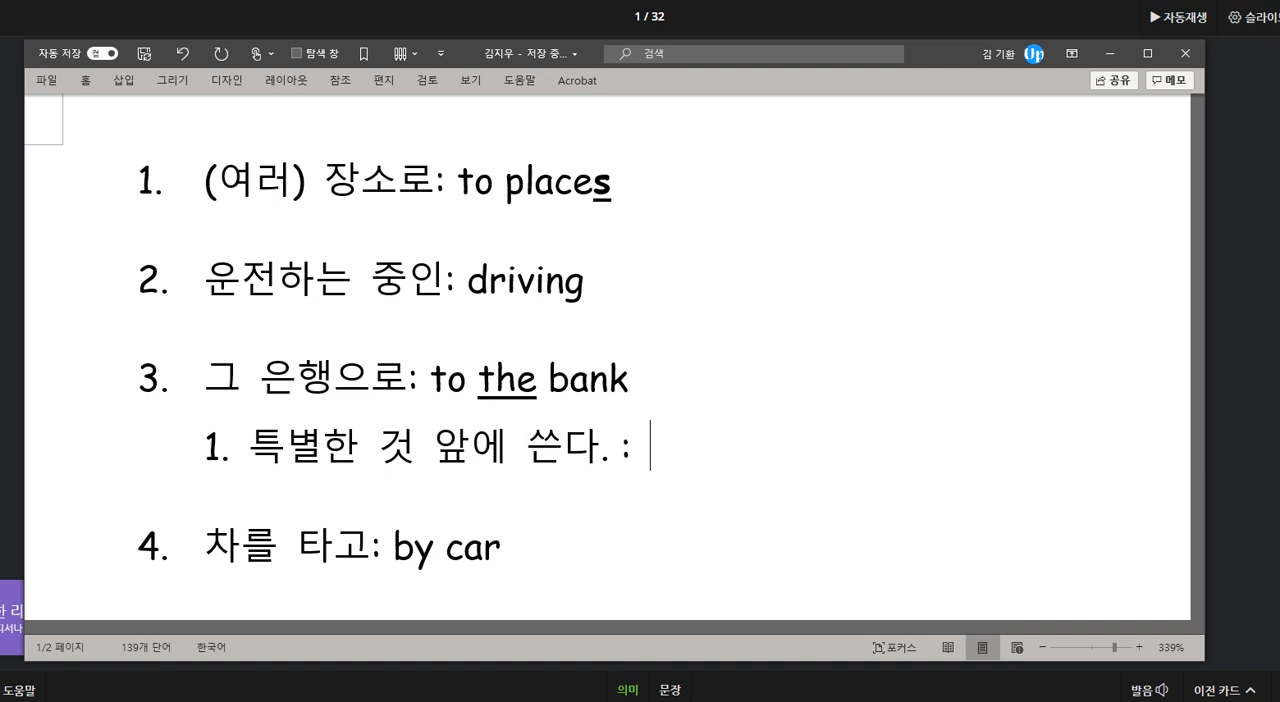 1 / 32
자동재생
슬라이드
자동 저장 켬
탐색 창
김지우 - 저장 중...
검색
김 기환
Up
파일 홈 삽입 그리기 디자인 레이아웃 참조 편지 검토 보기 도움말 Acrobat
공유 메모
1. (여러) 장소로: to places
2. 운전하는 중인: driving
3. 그 은행으로: to the bank
1. 특별한 것 앞에 쓴다. :
4. 차를 타고: by car
한 리
1/2 페이지 139개 단어 한국어
포커스
339%
도움말
의미 문장
발음 이전 카드